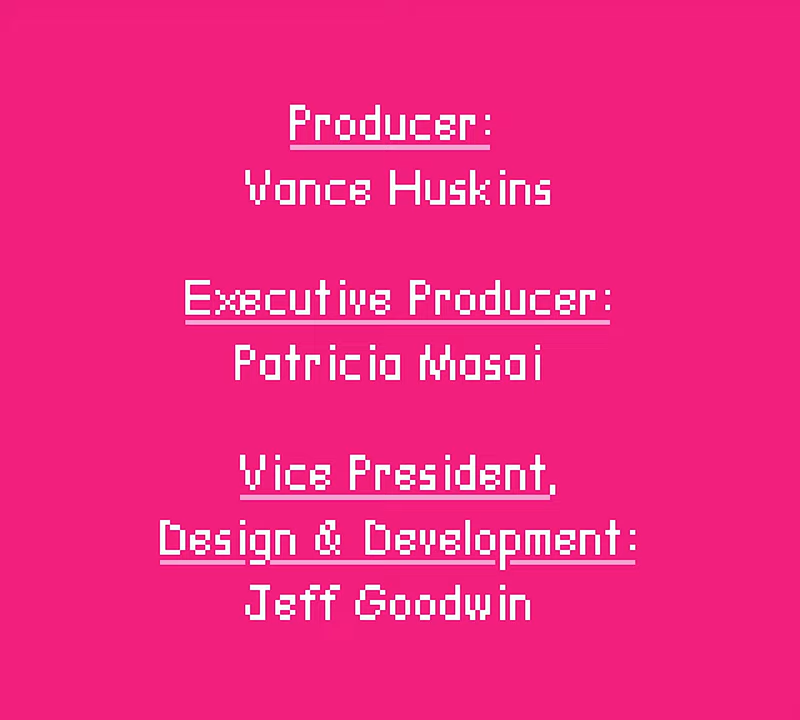 Producer:
Vance Huskins
Executive Producer:
Patricia Masai
Vice President,
Design & Development:
Jeff Goodwin